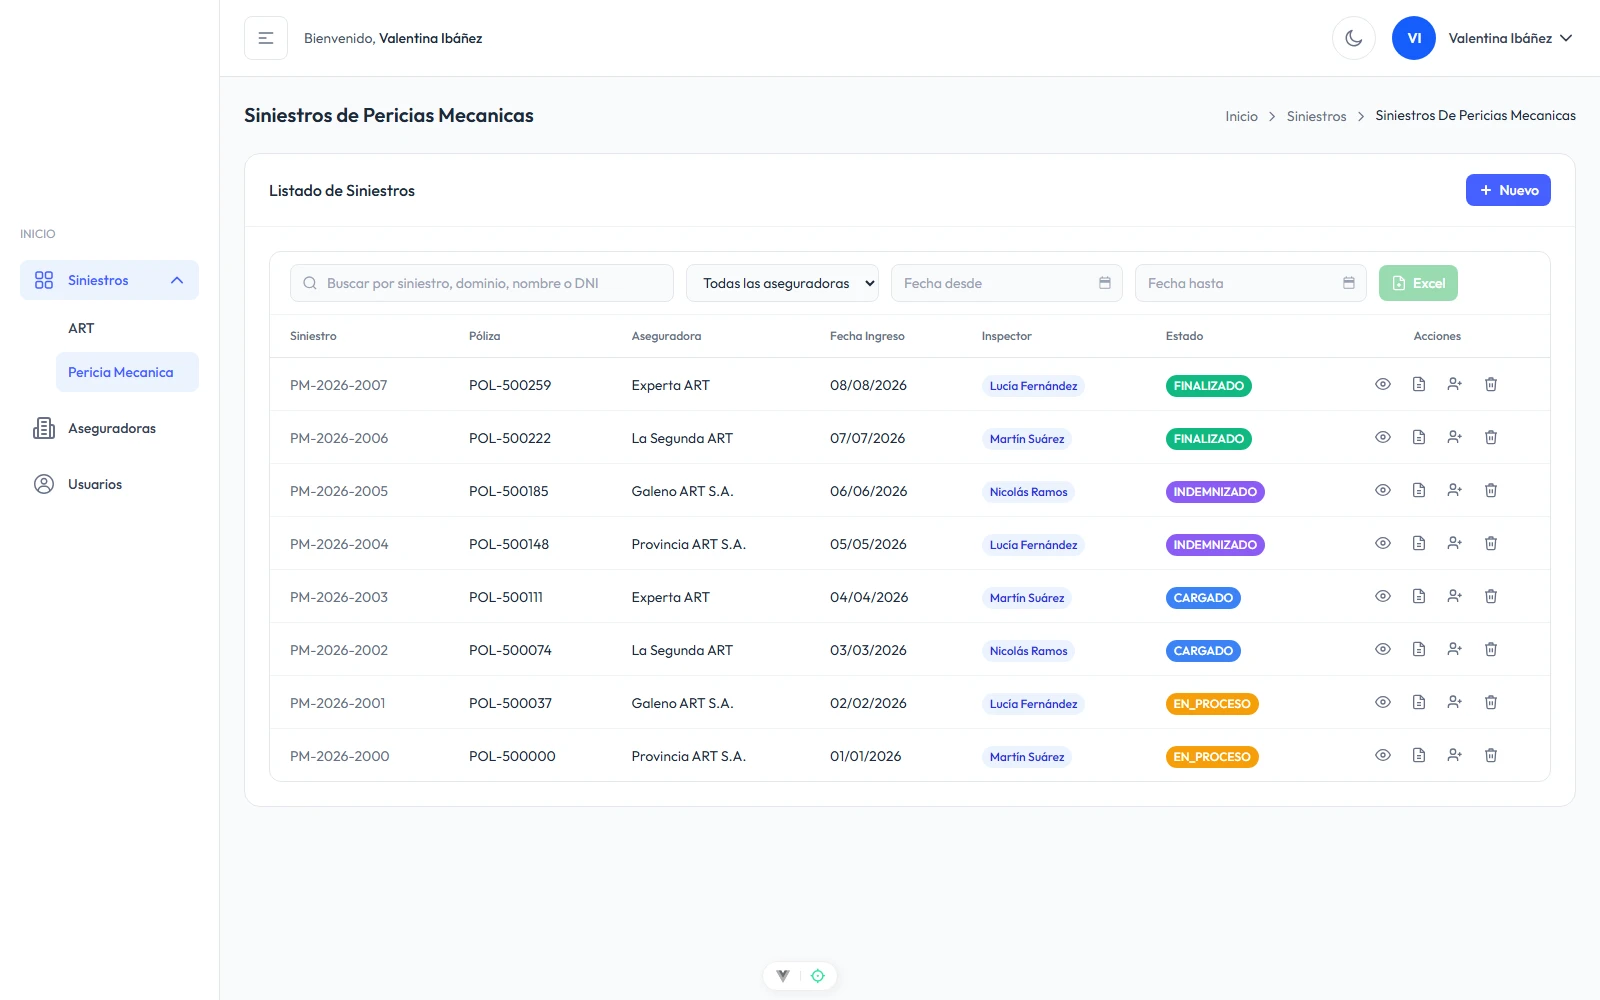 Bienvenido, Valentina Ibáñez
VI
Valentina Ibáñez
INICIO
Siniestros
ART
Pericia Mecanica
Aseguradoras
Usuarios
Siniestros de Pericias Mecanicas
Inicio
Siniestros
Siniestros De Pericias Mecanicas
Listado de Siniestros
+ Nuevo
Buscar por siniestro, dominio, nombre o DNI
Todas las aseguradoras
Fecha desde
Fecha hasta
Excel
Siniestro Póliza Aseguradora Fecha Ingreso Inspector Estado Acciones
PM-2026-2007 POL-500259 Experta ART 08/08/2026 Lucía Fernández FINALIZADO
PM-2026-2006 POL-500222 La Segunda ART 07/07/2026 Martín Suárez FINALIZADO
PM-2026-2005 POL-500185 Galeno ART S.A. 06/06/2026 Nicolás Ramos INDEMNIZADO
PM-2026-2004 POL-500148 Provincia ART S.A. 05/05/2026 Lucía Fernández INDEMNIZADO
PM-2026-2003 POL-500111 Experta ART 04/04/2026 Martín Suárez CARGADO
PM-2026-2002 POL-500074 La Segunda ART 03/03/2026 Nicolás Ramos CARGADO
PM-2026-2001 POL-500037 Galeno ART S.A. 02/02/2026 Lucía Fernández EN_PROCESO
PM-2026-2000 POL-500000 Provincia ART S.A. 01/01/2026 Martín Suárez EN_PROCESO